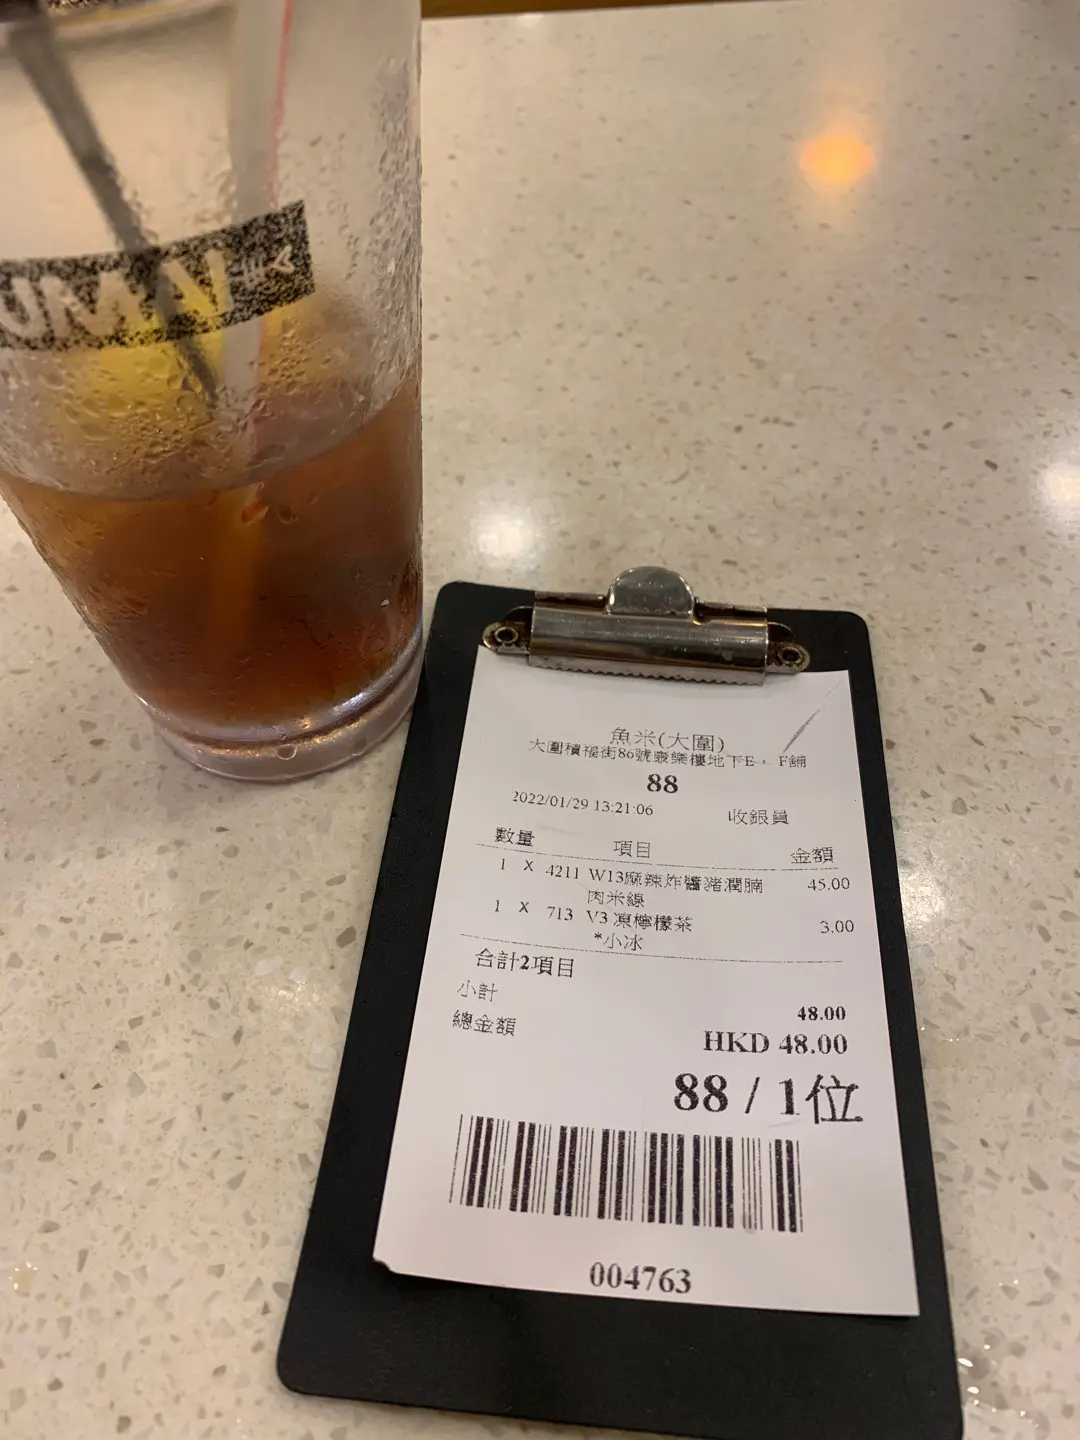 魚米(大圍)
大圍積福街86號豪樂樓地下E, F舖
88
2022/01/29 13:21:06 收銀員
數量 項目 金額
1 X 4211 W13麻辣炸醬豬潤腩 45.00
肉米線
1 X 713 V3 凍檸檬茶 3.00
*小冰
合計2項目
小計 48.00
總金額 HKD 48.00
88 / 1位
004763